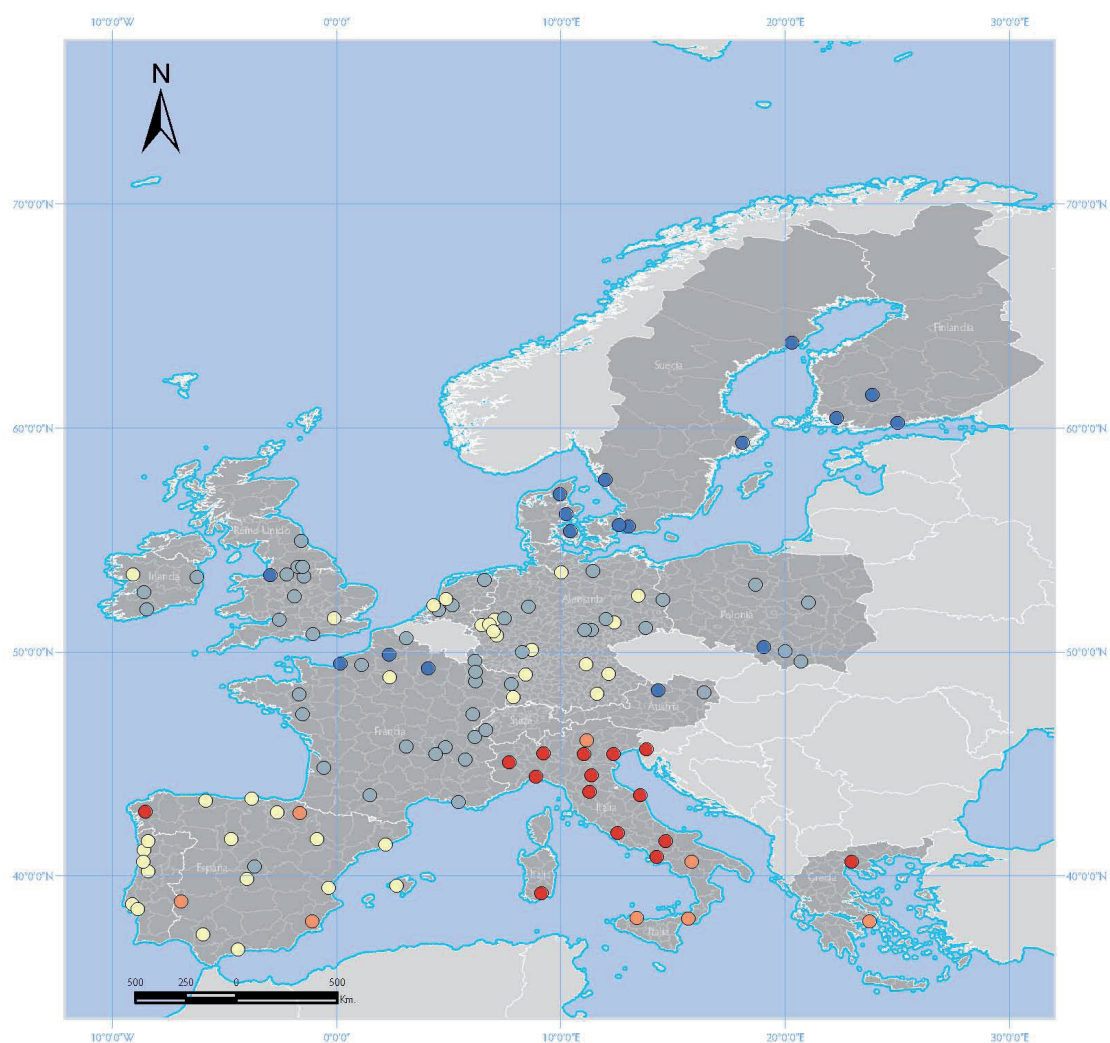 10°0'0"W 0°0'0" 10°0'0"E 20°0'0"E 30°0'0"E
N
70°0'0"N 70°0'0"N
Finlandia
Suecia
60°0'0"N 60°0'0"N
Reino Unido
Irlanda
Alemania
Polonia
50°0'0"N 50°0'0"N
Austria
Suiza
Francia
Italia
España
40°0'0"N 40°0'0"N
Italia
Grecia
Italia
500 250 0 500
Km.
10°0'0"W 0°0'0" 10°0'0"E 20°0'0"E 30°0'0"E